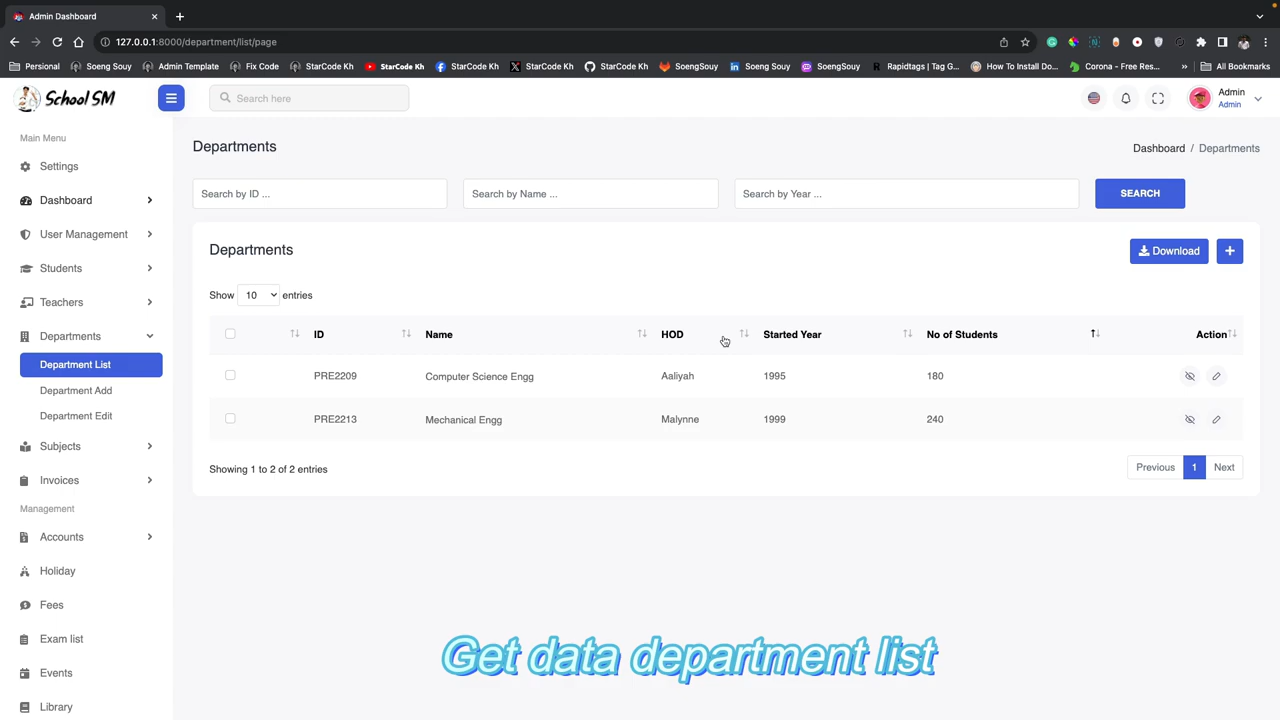 Admin Dashboard
127.0.0.1:8000/department/list/page
Personal Soeng Souy Admin Template Fix Code StarCode Kh StarCode Kh StarCode Kh StarCode Kh StarCode Kh SoengSouy Soeng Souy SoengSouy Rapidtags | Tag G... How To Install Do... Corona - Free Res... » All Bookmarks
School SM
Search here
Admin
Admin
Main Menu
Settings
Dashboard
User Management
Students
Teachers
Departments
Department List
Department Add
Department Edit
Subjects
Invoices
Management
Accounts
Holiday
Fees
Exam list
Events
Library
Departments
Dashboard / Departments
Search by ID ... Search by Name ... Search by Year ... SEARCH
Departments
Download +
Show 10 entries
ID Name HOD Started Year No of Students Action
PRE2209 Computer Science Engg Aaliyah 1995 180
PRE2213 Mechanical Engg Malynne 1999 240
Showing 1 to 2 of 2 entries
Previous 1 Next
Get data department list